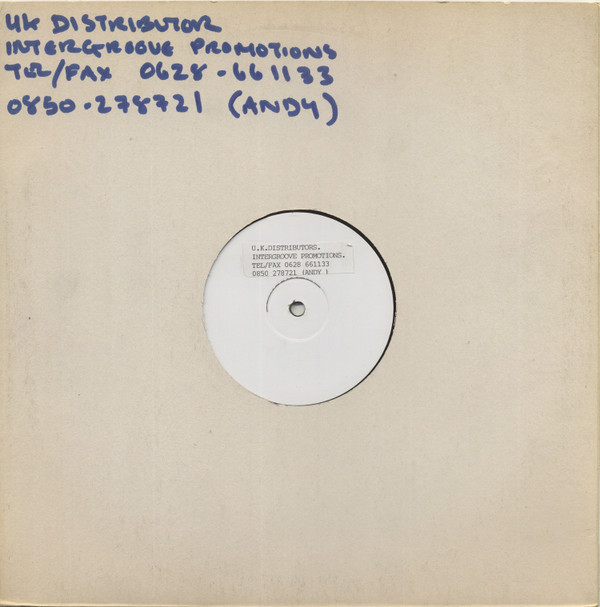 UK DISTRIBUTOR
INTERGROOVE PROMOTIONS
TEL/FAX 0628-661133
0850-278721 (ANDY)
U.K.DISTRIBUTORS.
INTERGROOVE PROMOTIONS.
TEL/FAX 0628 661133
0850 278721 (ANDY )